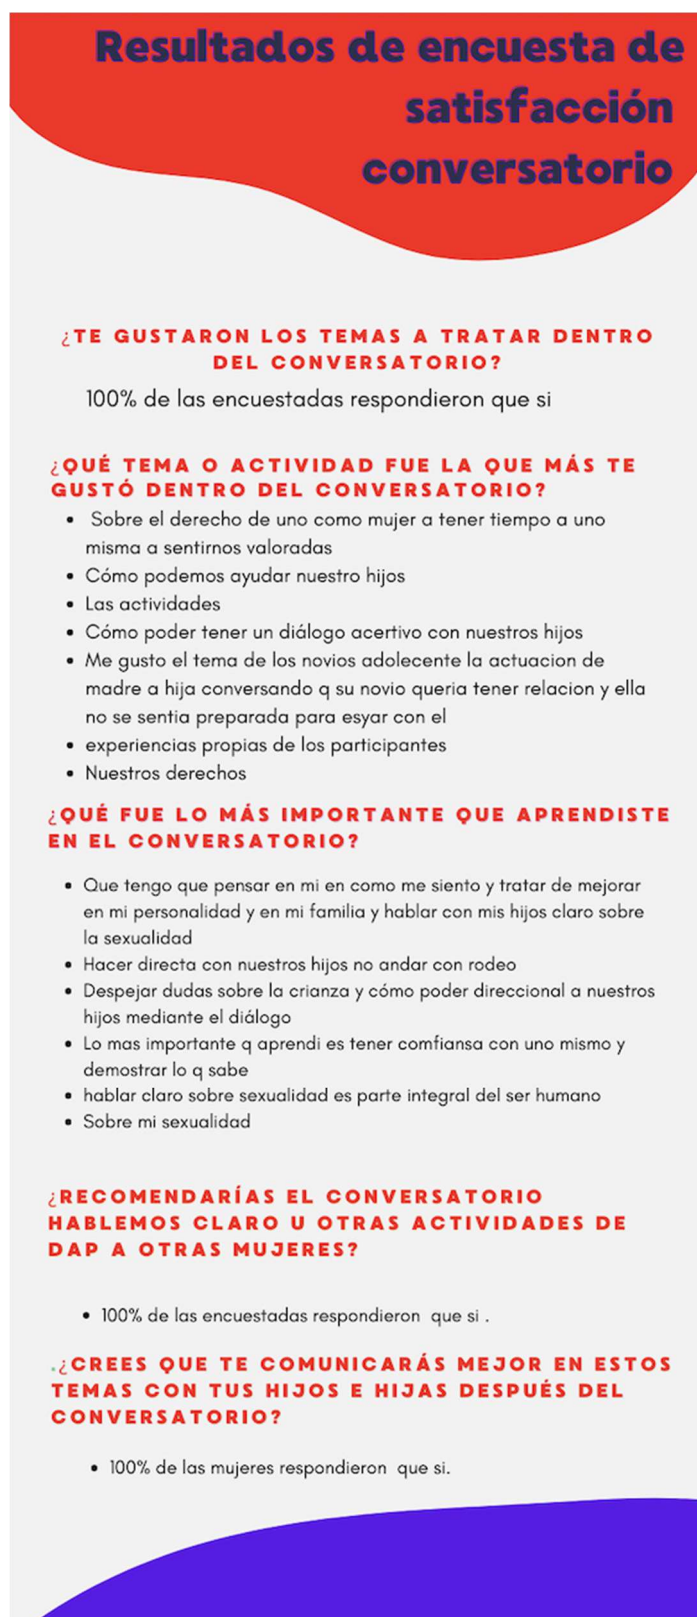 Resultados de encuesta de
satisfacción
conversatorio
¿TE GUSTARON LOS TEMAS A TRATAR DENTRO
DEL CONVERSATORIO?
100% de las encuestadas respondieron que si
¿QUÉ TEMA O ACTIVIDAD FUE LA QUE MÁS TE
GUSTÓ DENTRO DEL CONVERSATORIO?
• Sobre el derecho de uno como mujer a tener tiempo a uno
misma a sentirnos valoradas
• Cómo podemos ayudar nuestro hijos
• Las actividades
• Cómo poder tener un diálogo acertivo con nuestros hijos
• Me gusto el tema de los novios adolecente la actuacion de
madre a hija conversando q su novio queria tener relacion y ella
no se sentia preparada para esyar con el
• experiencias propias de los participantes
• Nuestros derechos
¿QUÉ FUE LO MÁS IMPORTANTE QUE APRENDISTE
EN EL CONVERSATORIO?
• Que tengo que pensar en mi en como me siento y tratar de mejorar
en mi personalidad y en mi familia y hablar con mis hijos claro sobre
la sexualidad
• Hacer directa con nuestros hijos no andar con rodeo
• Despejar dudas sobre la crianza y cómo poder direccional a nuestros
hijos mediante el diálogo
• Lo mas importante q aprendi es tener comfiansa con uno mismo y
demostrar lo q sabe
• hablar claro sobre sexualidad es parte integral del ser humano
• Sobre mi sexualidad
¿RECOMENDARÍAS EL CONVERSATORIO
HABLEMOS CLARO U OTRAS ACTIVIDADES DE
DAP A OTRAS MUJERES?
• 100% de las encuestadas respondieron que si .
.¿CREES QUE TE COMUNICARÁS MEJOR EN ESTOS
TEMAS CON TUS HIJOS E HIJAS DESPUÉS DEL
CONVERSATORIO?
• 100% de las mujeres respondieron que si.